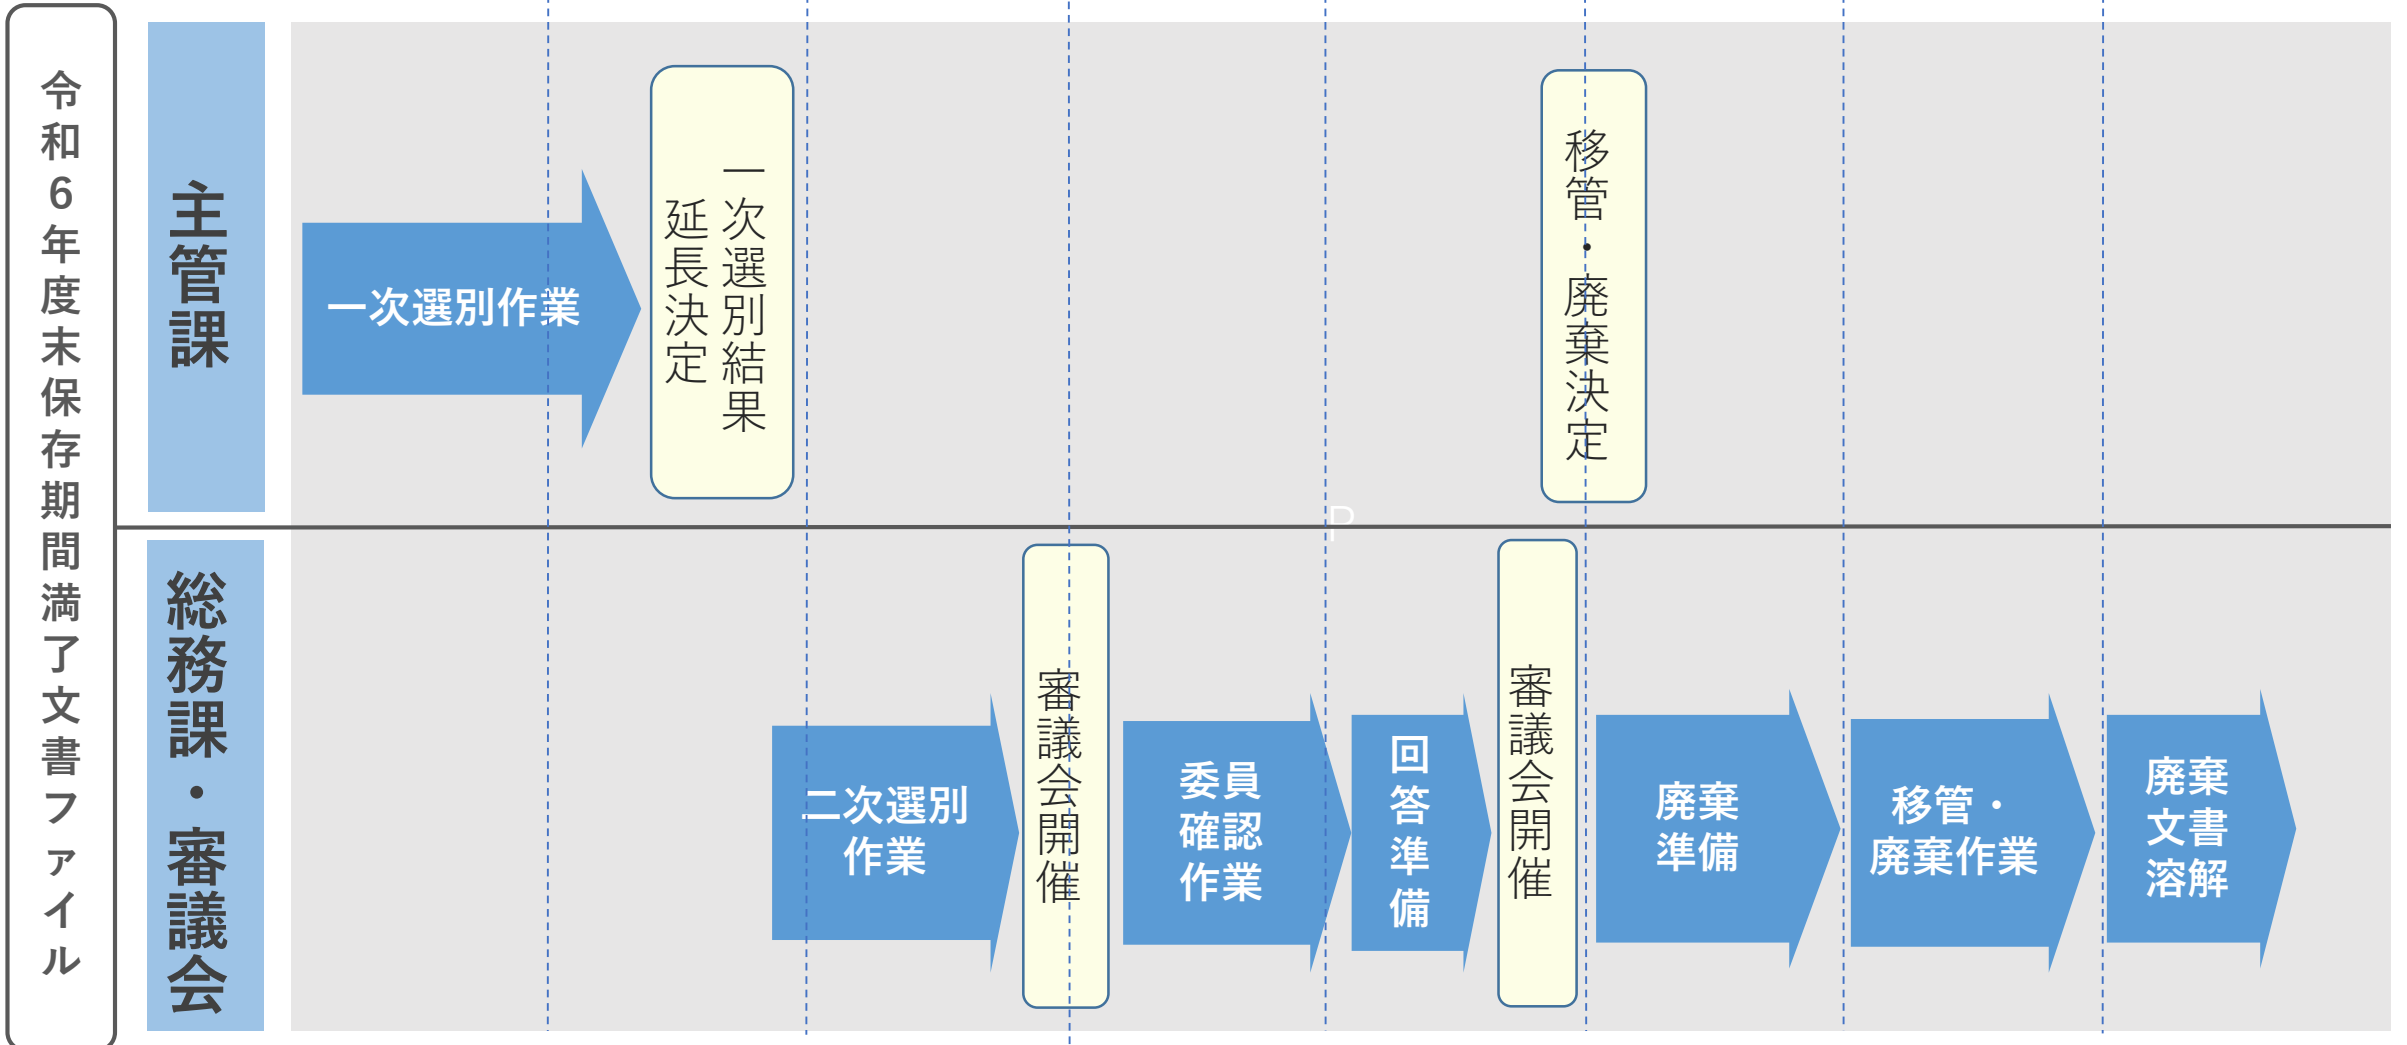 令和６年度末保存期間満了文書ファイル
主管課
一次選別作業
一次選別結果
延長決定
移管・廃棄決定
P
総務課・審議会
二次選別
作業
審議会開催
委員
確認
作業
回答準備
審議会開催
廃棄
準備
移管・
廃棄作業
廃棄
文書
溶解